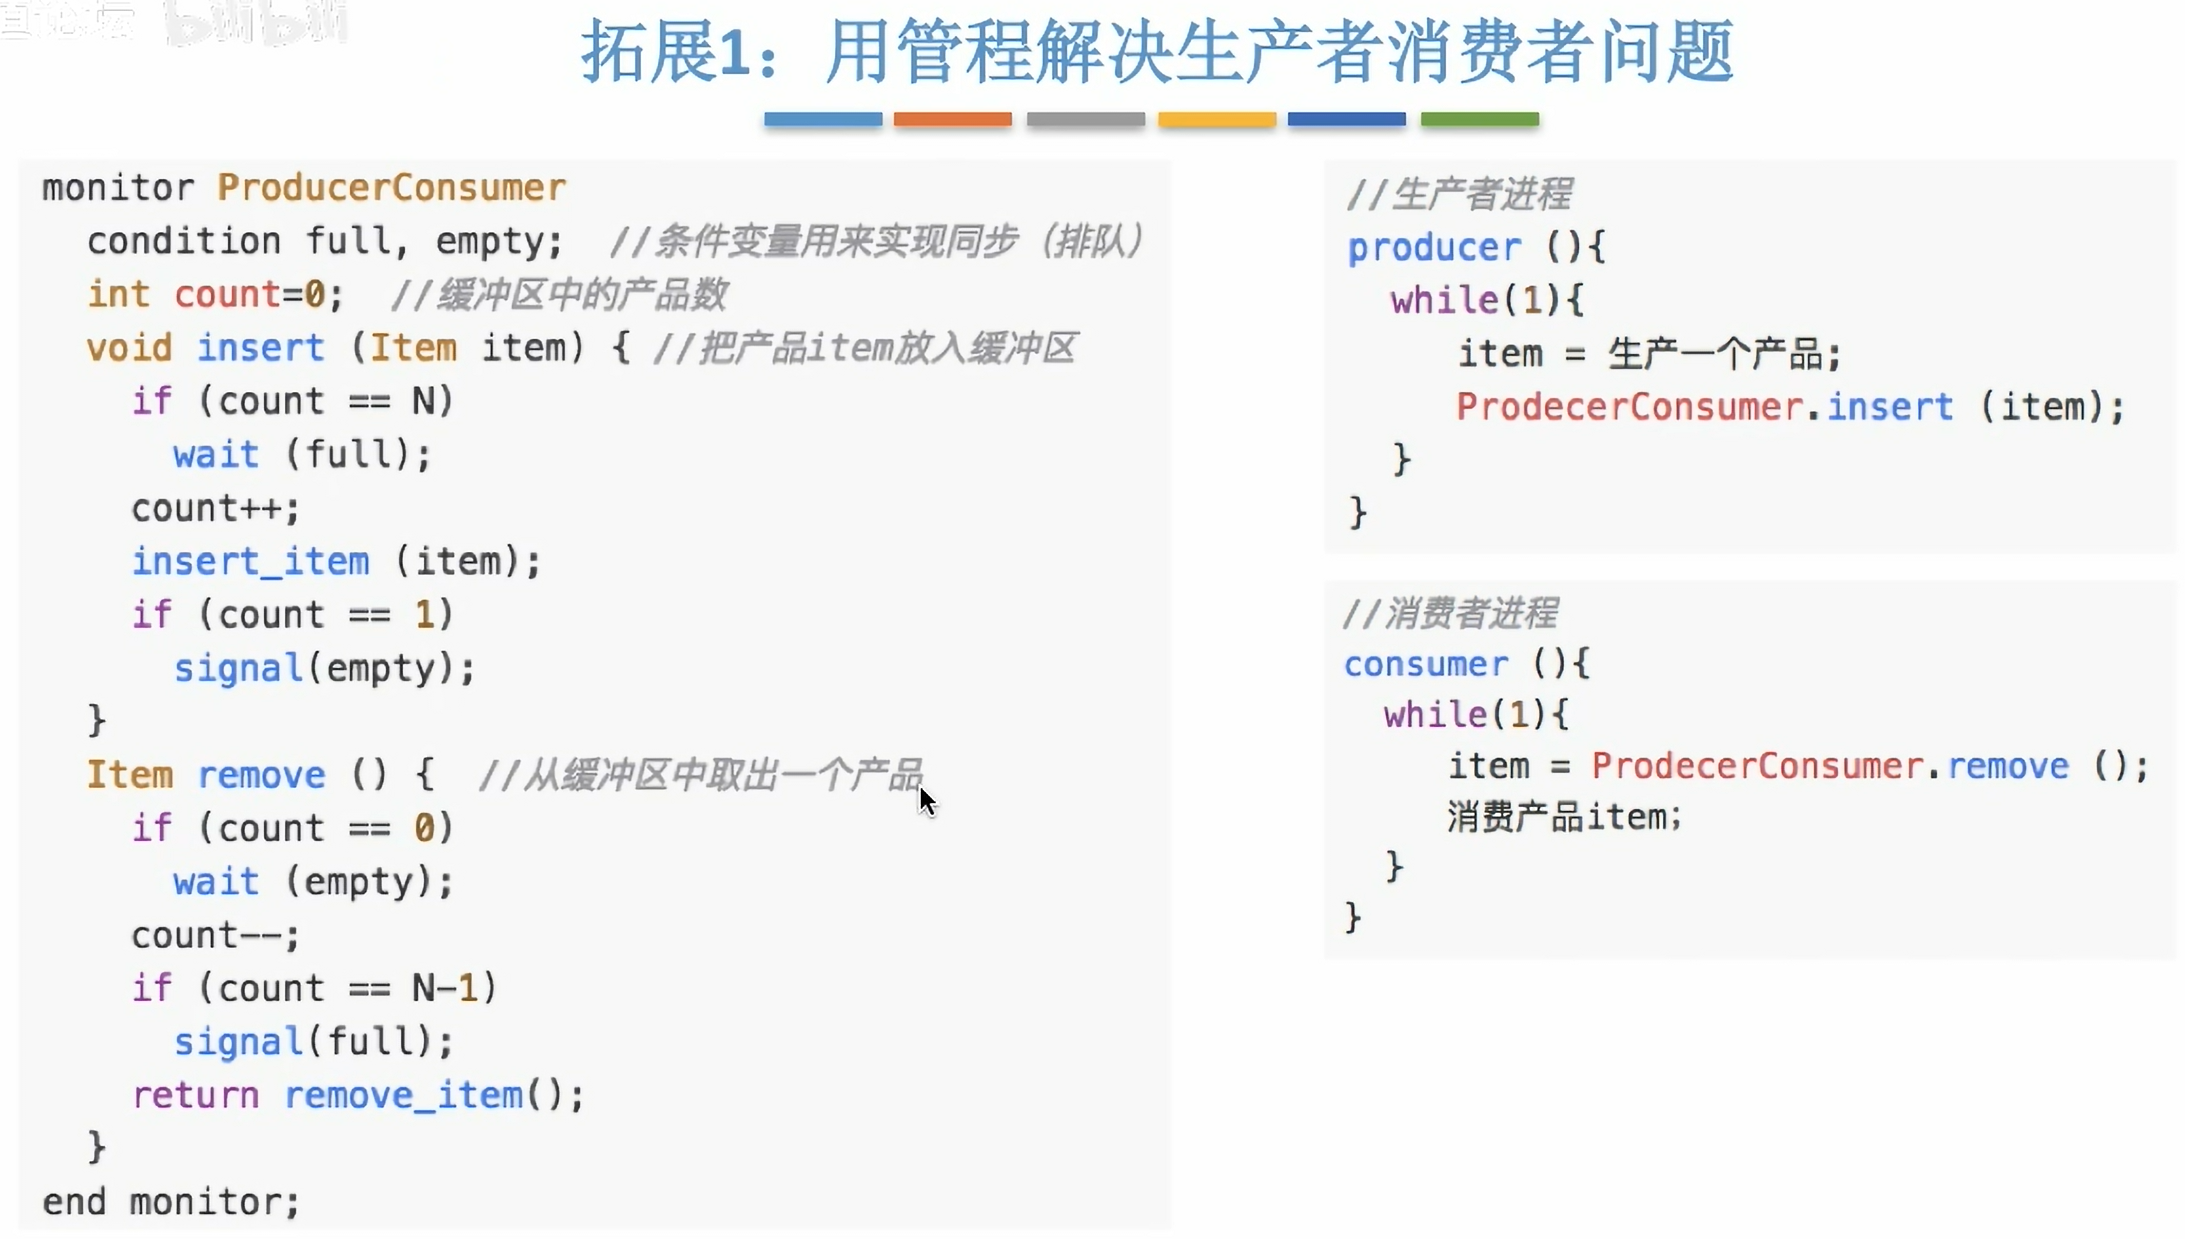 bilibili
拓展1：用管程解决生产者消费者问题
monitor ProducerConsumer
condition full, empty; //条件变量用来实现同步（排队）
int count=0; //缓冲区中的产品数
void insert (Item item) { //把产品item放入缓冲区
if (count == N)
wait (full);
count++;
insert_item (item);
if (count == 1)
signal(empty);
}
Item remove () { //从缓冲区中取出一个产品
if (count == 0)
wait (empty);
count--;
if (count == N-1)
signal(full);
return remove_item();
}
end monitor;
//生产者进程
producer (){
while(1){
item = 生产一个产品;
ProdecerConsumer.insert (item);
}
}
//消费者进程
consumer (){
while(1){
item = ProdecerConsumer.remove ();
消费产品item;
}
}